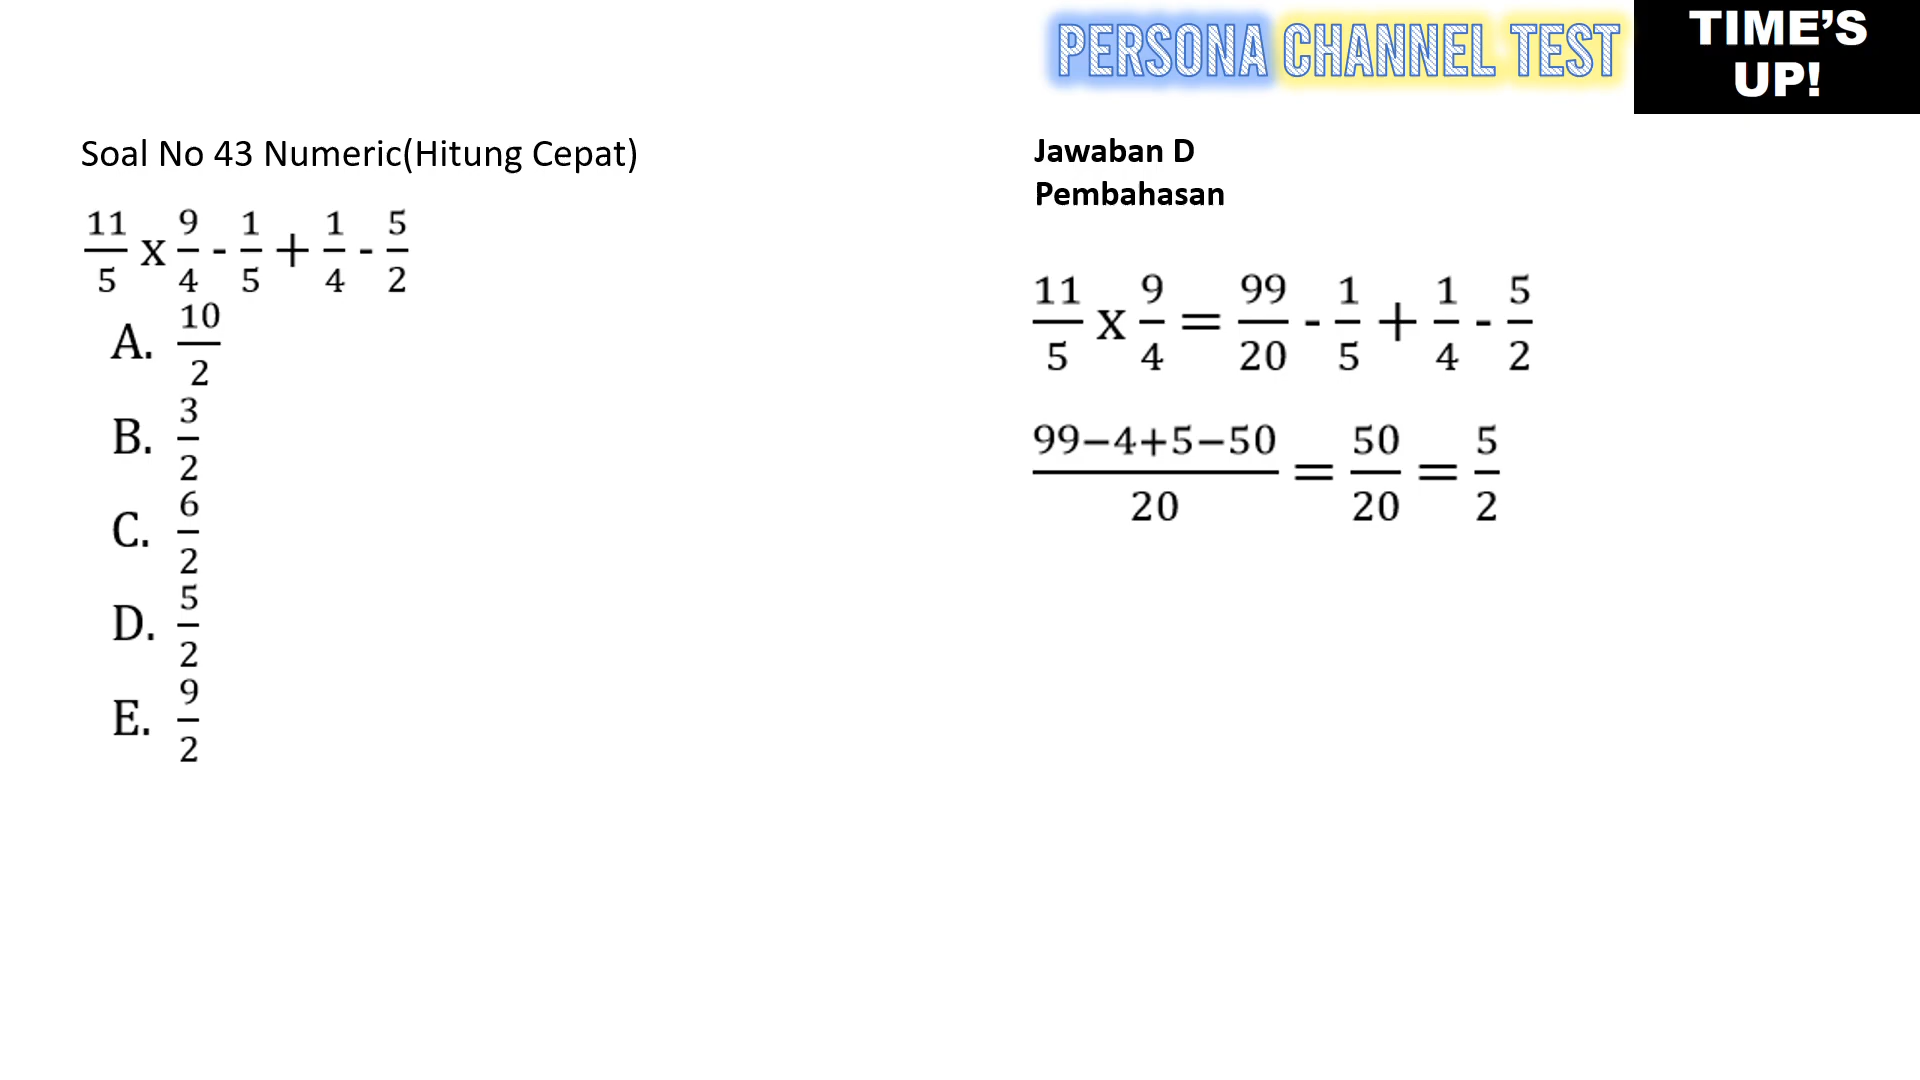 PERSONA CHANNEL TEST
TIME'S
UP!
Soal No 43 Numeric(Hitung Cepat)
11/5 x 9/4 - 1/5 + 1/4 - 5/2
A. 10/2
B. 3/2
C. 6/2
D. 5/2
E. 9/2
Jawaban D
Pembahasan
11/5 x 9/4 = 99/20 - 1/5 + 1/4 - 5/2
99−4+5−50/20 = 50/20 = 5/2